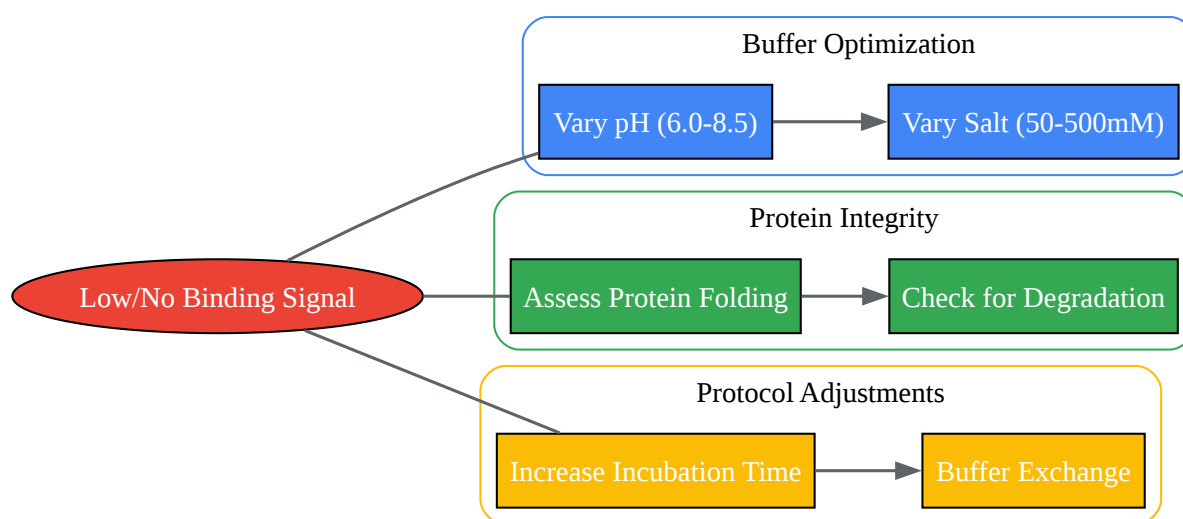 Buffer Optimization
Vary pH (6.0-8.5)
Vary Salt (50-500mM)
Protein Integrity
Low/No Binding Signal
Assess Protein Folding
Check for Degradation
Protocol Adjustments
Increase Incubation Time
Buffer Exchange